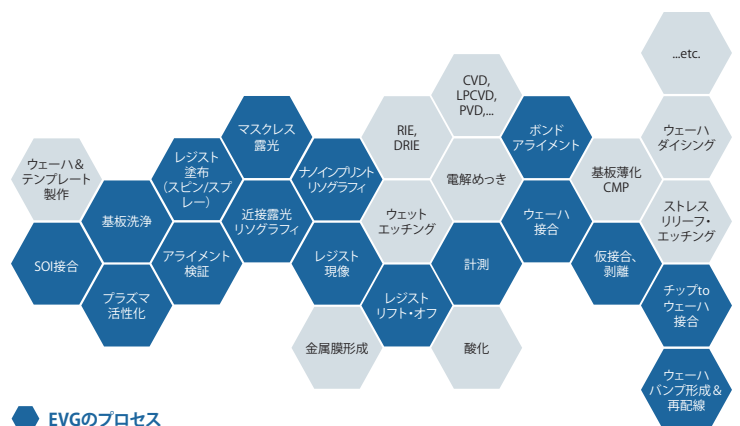 ウェーハ&
テンプレート
製作
SOI接合
基板洗浄
プラズマ
活性化
レジスト
塗布
(スピン/スプ
レー)
アライメント
検証
マスクレス
露光
近接露光
リソグラフィ
ナノインプリント
リソグラフィ
レジスト
現像
金属膜形成
RIE,
DRIE
ウェット
エッチング
レジスト
リフト・オフ
CVD,
LPCVD,
PVD,...
電解めっき
計測
酸化
ボンド
アライメント
ウェーハ
接合
基板薄化
CMP
仮接合、
剥離
...etc.
ウェーハ
ダイシング
ストレス
リリーフ・
エッチング
チップto
ウェーハ
接合
ウェーハ
バンプ形成&
再配線
EVGのプロセス